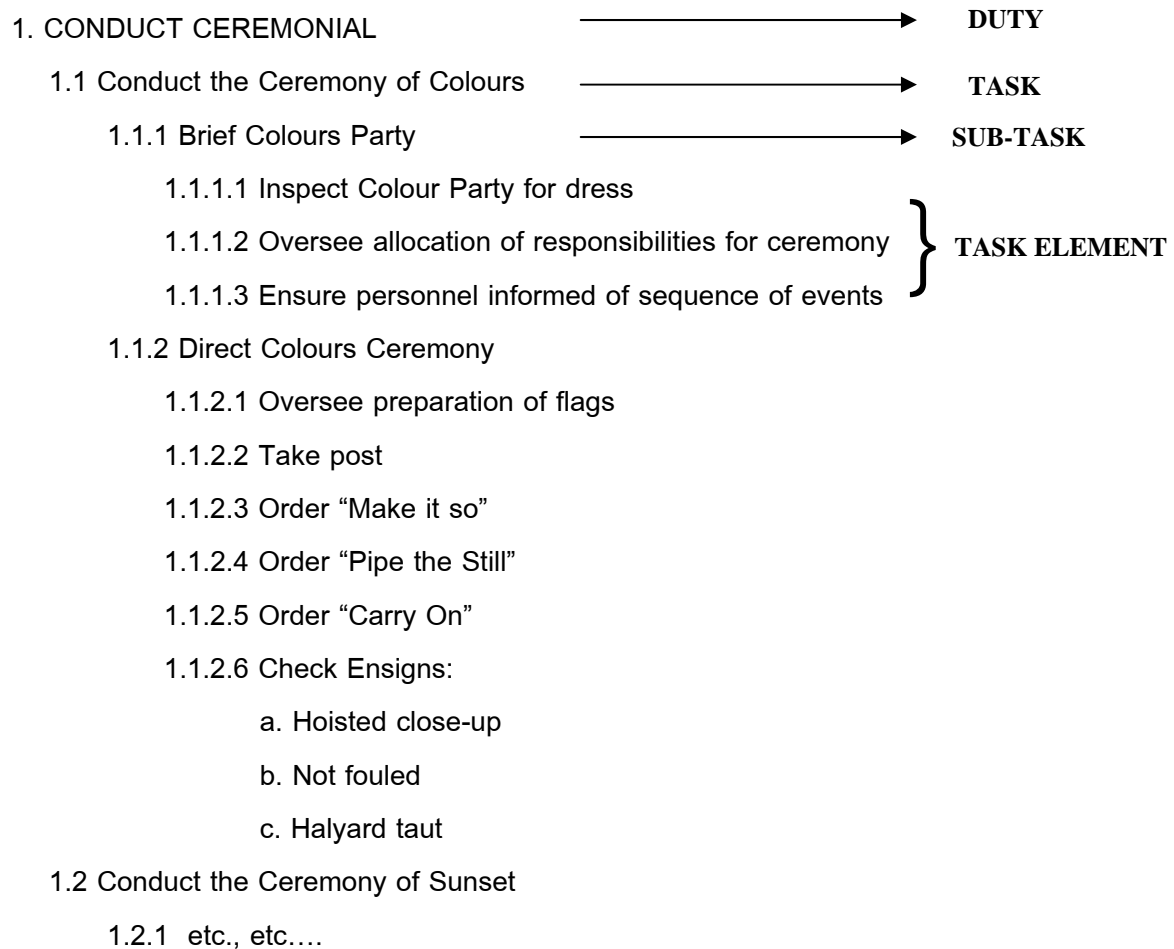 1. CONDUCT CEREMONIAL DUTY
1.1 Conduct the Ceremony of Colours TASK
1.1.1 Brief Colours Party SUB-TASK
1.1.1.1 Inspect Colour Party for dress
1.1.1.2 Oversee allocation of responsibilities for ceremony } TASK ELEMENT
1.1.1.3 Ensure personnel informed of sequence of events
1.1.2 Direct Colours Ceremony
1.1.2.1 Oversee preparation of flags
1.1.2.2 Take post
1.1.2.3 Order “Make it so”
1.1.2.4 Order “Pipe the Still”
1.1.2.5 Order “Carry On”
1.1.2.6 Check Ensigns:
a. Hoisted close-up
b. Not fouled
c. Halyard taut
1.2 Conduct the Ceremony of Sunset
1.2.1 etc., etc….